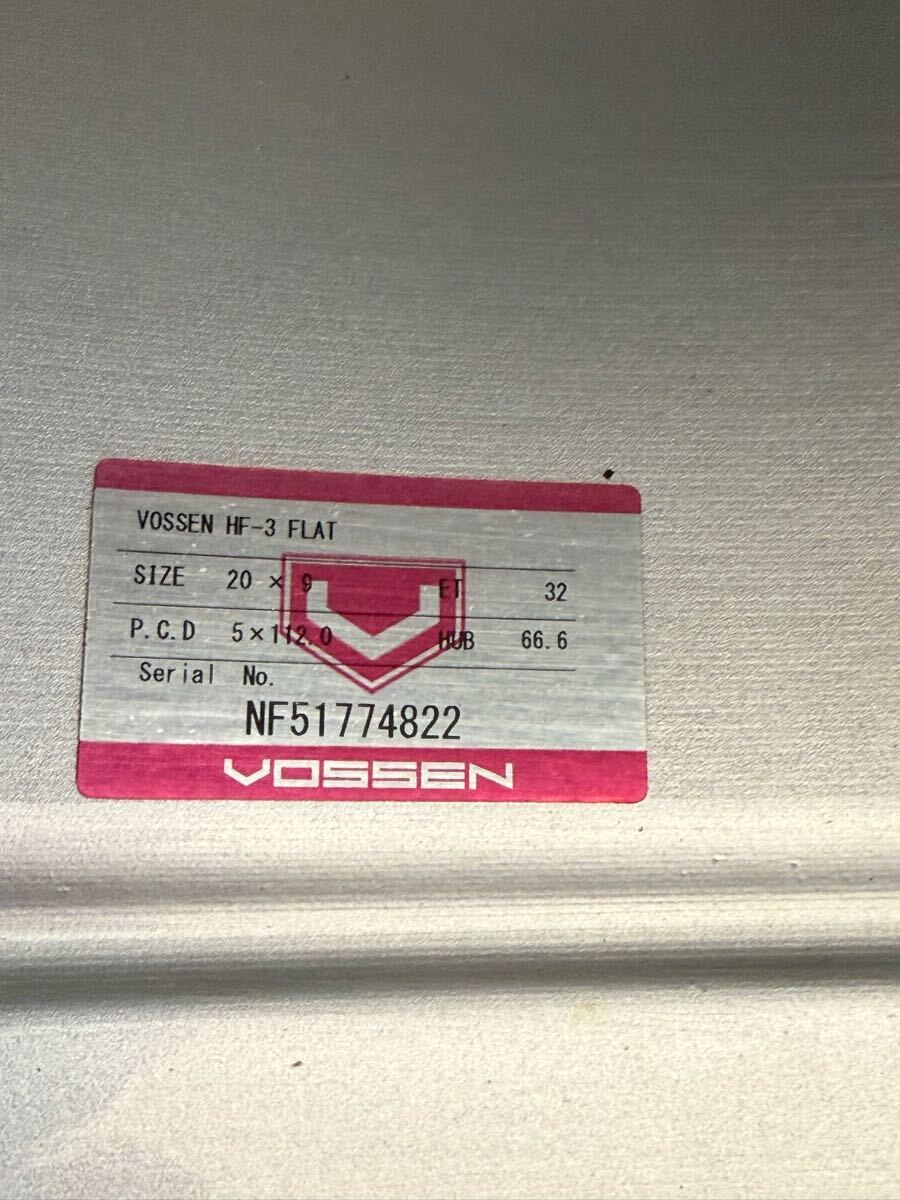 VOSSEN HF-3 FLAT
SIZE 20 × 9 ET 32
P.C.D 5×112.0 HUB 66.6
Serial No.
NF51774822
VOSSEN